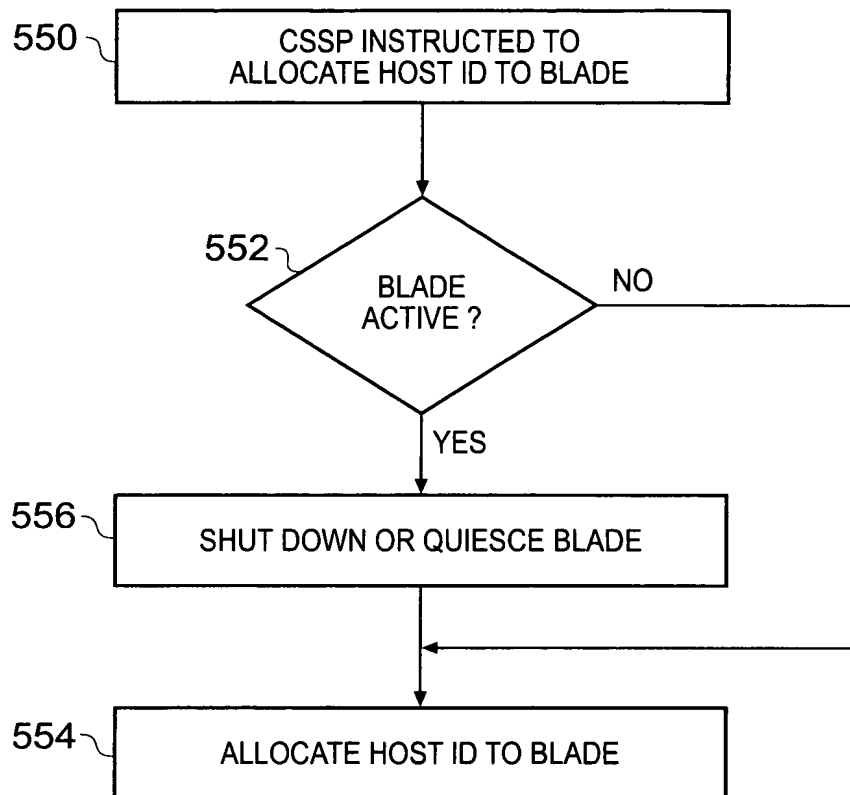 550
CSSP INSTRUCTED TO
ALLOCATE HOST ID TO BLADE
552
BLADE
ACTIVE ?
NO
YES
556
SHUT DOWN OR QUIESCE BLADE
554
ALLOCATE HOST ID TO BLADE